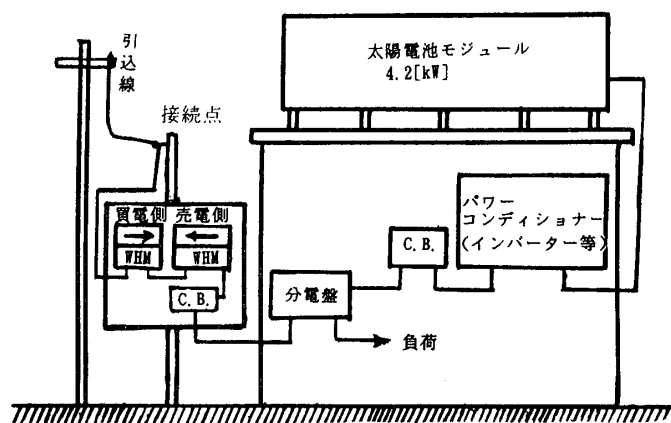 引込線
接続点
太陽電池モジュール
4.2[kW]
買電側 売電側
WHM WHM
C.B.
分電盤
負荷
C.B.
パワー
コンディショナー
(インバーター等)